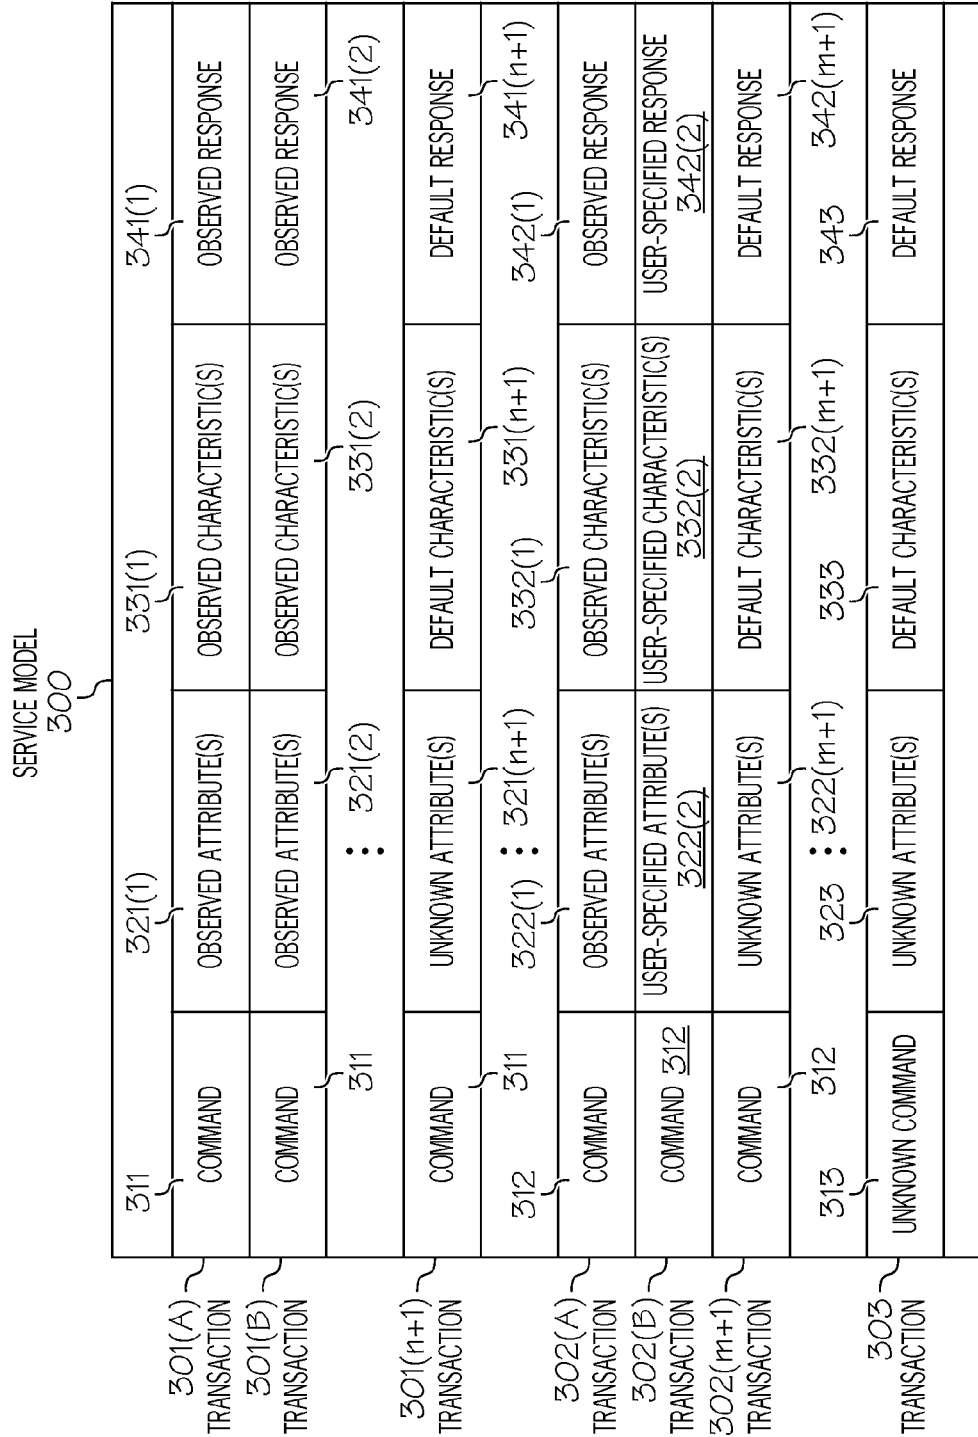 SERVICE MODEL
300
311
321(1)
331(1)
341(1)
301(A)
TRANSACTION
COMMAND
OBSERVED ATTRIBUTE(S)
OBSERVED CHARACTERISTIC(S)
OBSERVED RESPONSE
301(B)
TRANSACTION
COMMAND
OBSERVED ATTRIBUTE(S)
OBSERVED CHARACTERISTIC(S)
OBSERVED RESPONSE
311
321(2)
331(2)
341(2)
301(n+1)
TRANSACTION
COMMAND
UNKNOWN ATTRIBUTE(S)
DEFAULT CHARACTERISTIC(S)
DEFAULT RESPONSE
312
311
322(1)
321(n+1)
332(1)
331(n+1)
342(1)
341(n+1)
302(A)
TRANSACTION
COMMAND
OBSERVED ATTRIBUTE(S)
OBSERVED CHARACTERISTIC(S)
OBSERVED RESPONSE
302(B)
TRANSACTION
COMMAND 312
USER-SPECIFIED ATTRIBUTE(S)
322(2)
USER-SPECIFIED CHARACTERISTIC(S)
332(2)
USER-SPECIFIED RESPONSE
342(2)
302(m+1)
TRANSACTION
COMMAND
UNKNOWN ATTRIBUTE(S)
DEFAULT CHARACTERISTIC(S)
DEFAULT RESPONSE
313
312
323
322(m+1)
333
332(m+1)
343
342(m+1)
303
TRANSACTION
UNKNOWN COMMAND
UNKNOWN ATTRIBUTE(S)
DEFAULT CHARACTERISTIC(S)
DEFAULT RESPONSE